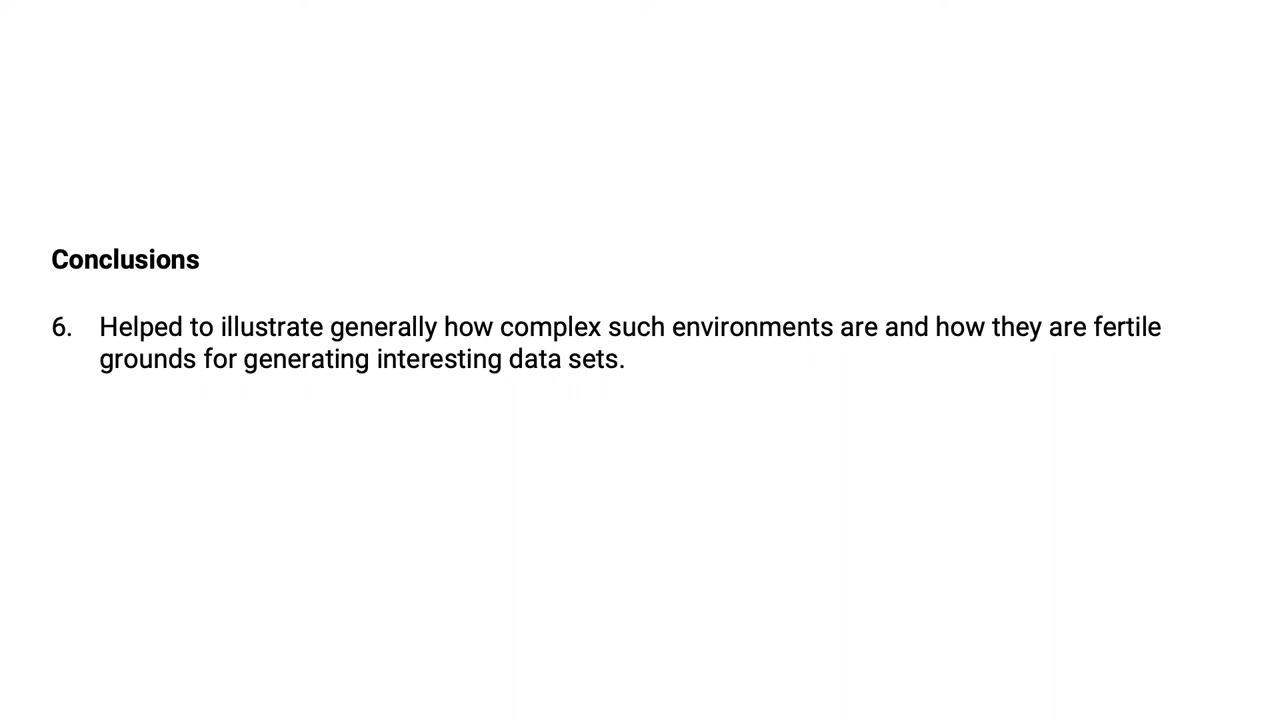 Conclusions
6. Helped to illustrate generally how complex such environments are and how they are fertile
grounds for generating interesting data sets.